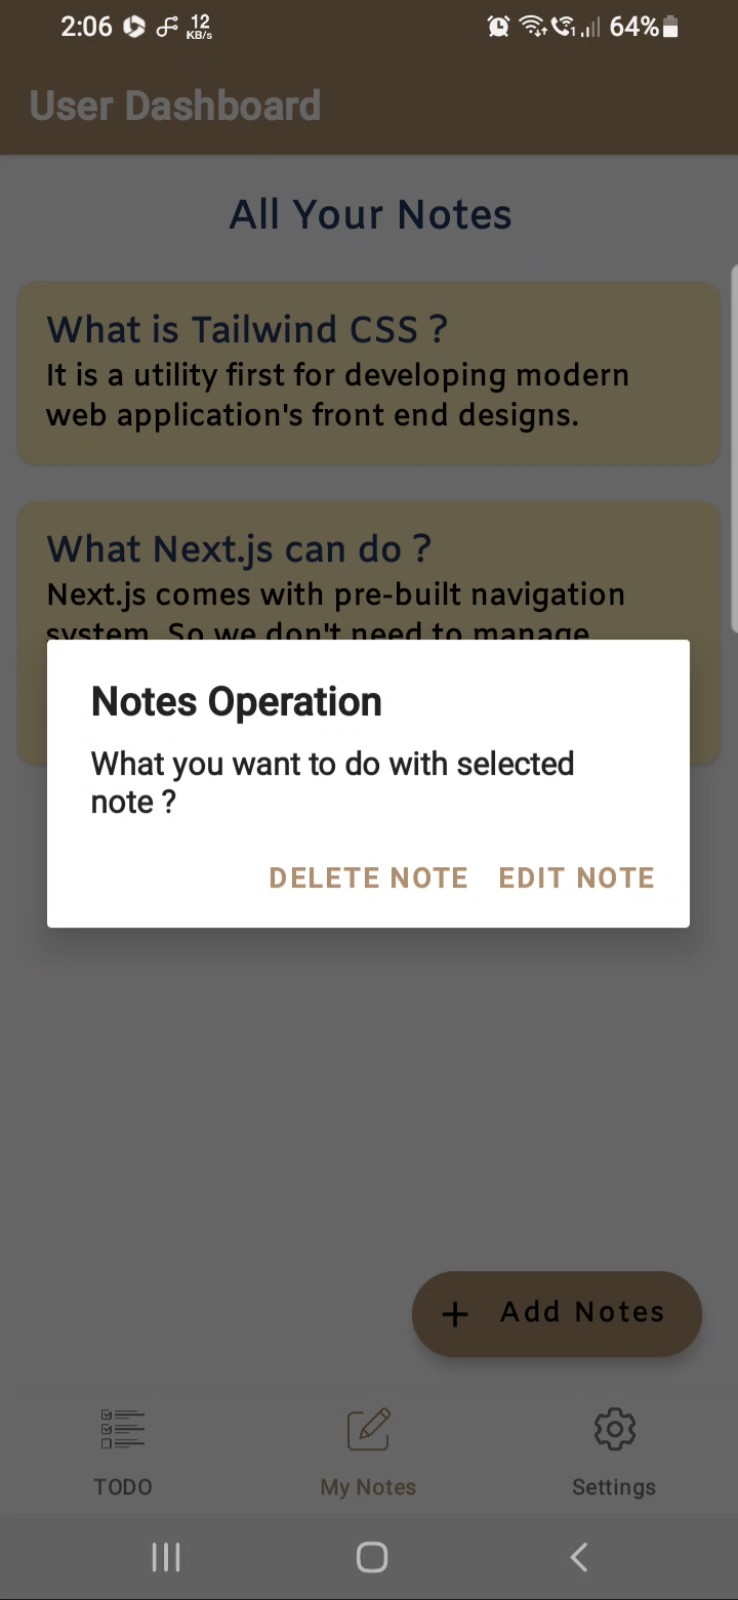 2:06
12
KB/s
1
64%
User Dashboard
All Your Notes
What is Tailwind CSS ?
It is a utility first for developing modern
web application's front end designs.
What Next.js can do ?
Next.js comes with pre-built navigation
system. So we don't need to manage
Notes Operation
What you want to do with selected
note ?
DELETE NOTE EDIT NOTE
+ Add Notes
TODO My Notes Settings